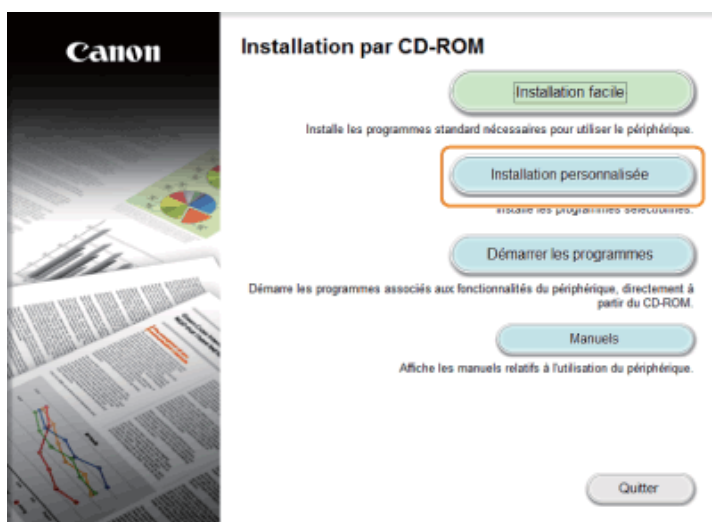 Canon
Installation par CD-ROM
Installation facile
Installe les programmes standard nécessaires pour utiliser le périphérique.
Installation personnalisée
Installe les programmes sélectionnés.
Démarrer les programmes
Démarre les programmes associés aux fonctionnalités du périphérique, directement à
partir du CD-ROM.
Manuels
Affiche les manuels relatifs à l'utilisation du périphérique.
Quitter